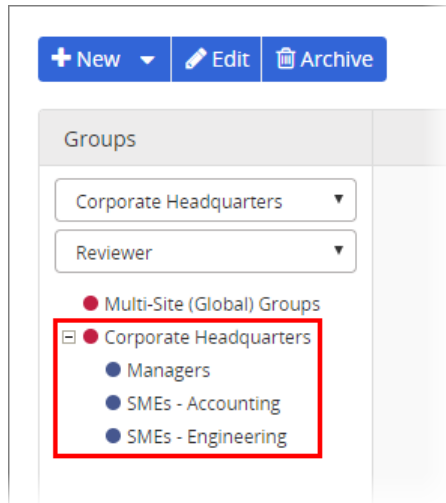 New Edit Archive
Groups
Corporate Headquarters
Reviewer
Multi-Site (Global) Groups
Corporate Headquarters
Managers
SMEs - Accounting
SMEs - Engineering